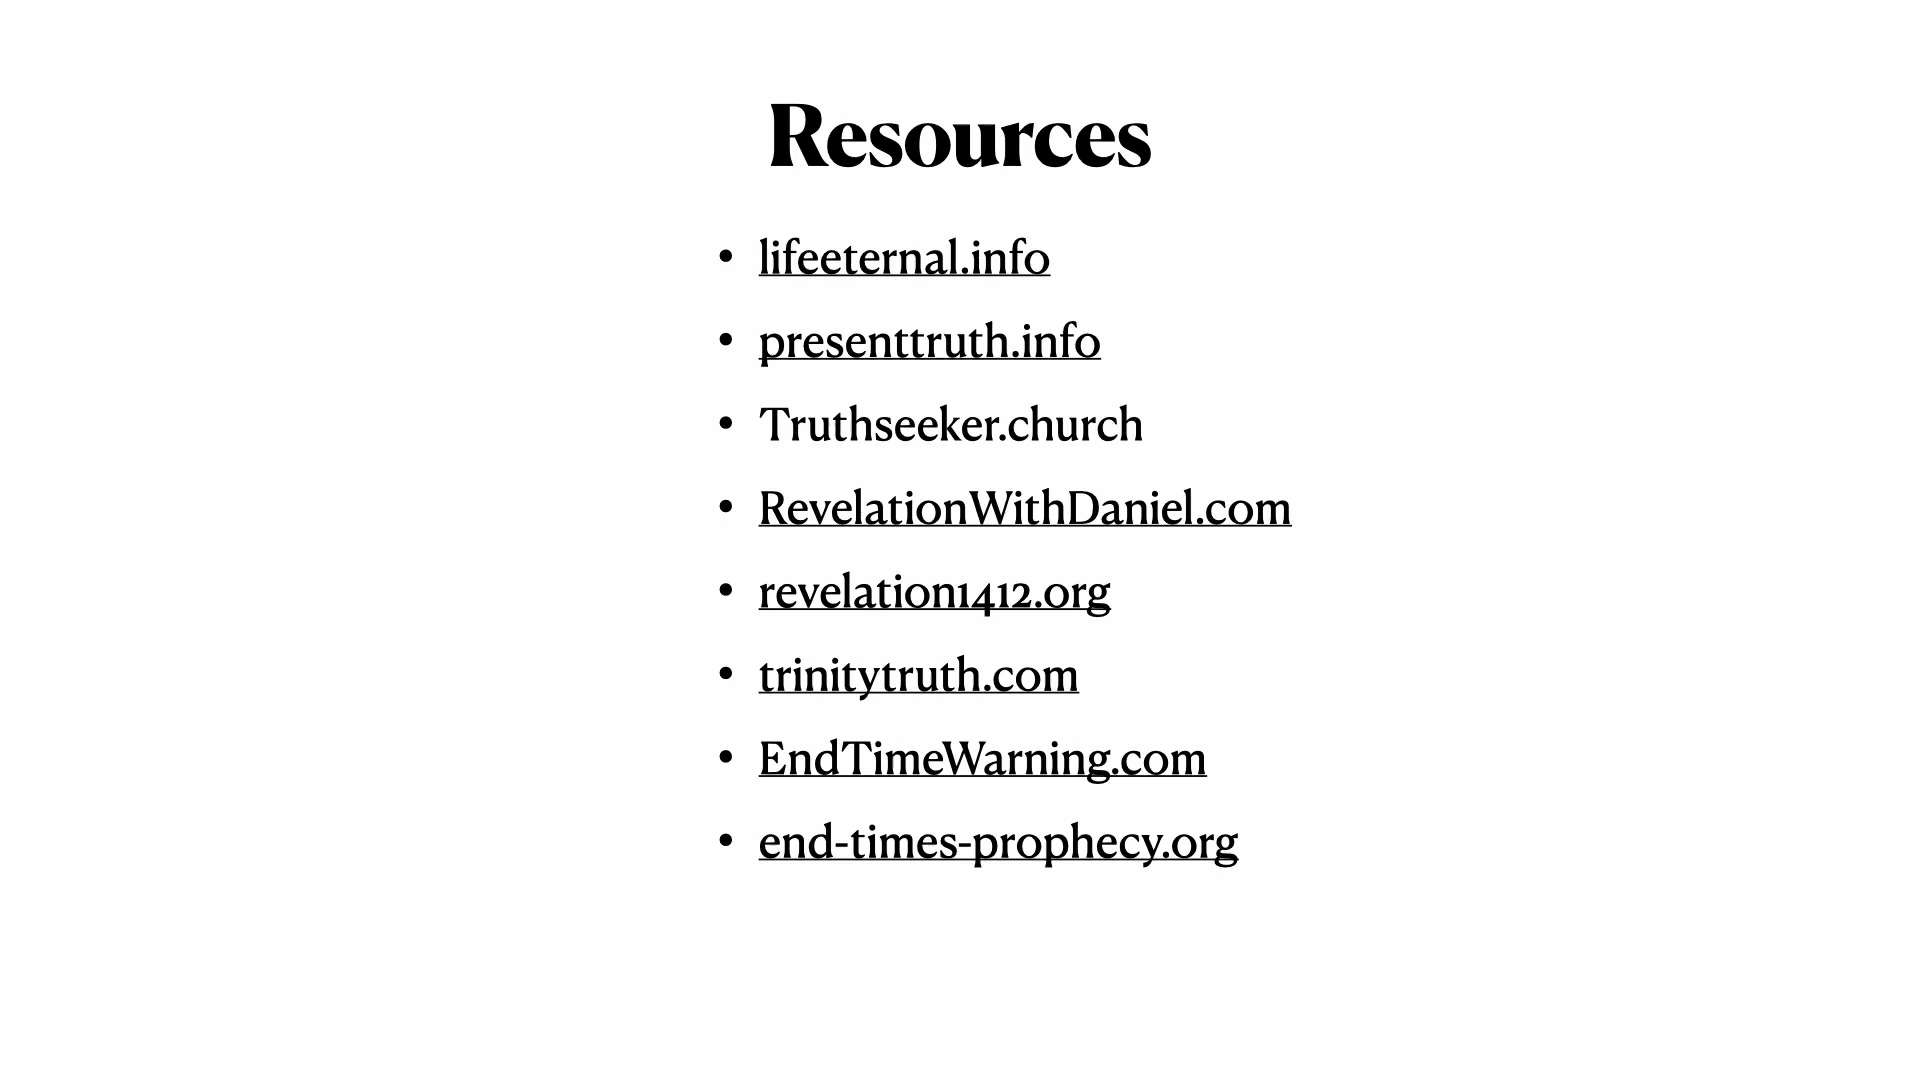 Resources
• lifeeternal.info
• presenttruth.info
• Truthseeker.church
• RevelationWithDaniel.com
• revelation1412.org
• trinitytruth.com
• EndTimeWarning.com
• end-times-prophecy.org